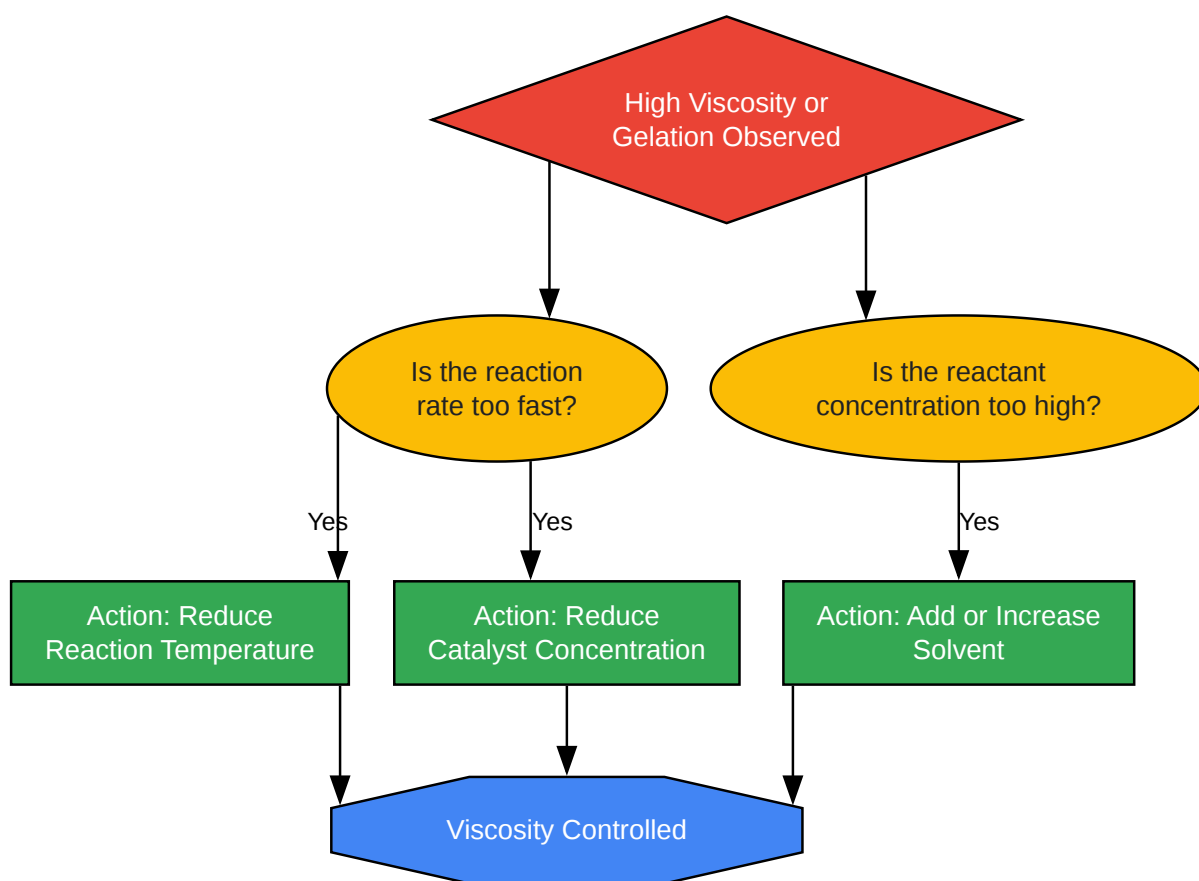 High Viscosity or
Gelation Observed
Is the reaction
rate too fast?
Is the reactant
concentration too high?
Yes
Yes
Yes
Action: Reduce
Reaction Temperature
Action: Reduce
Catalyst Concentration
Action: Add or Increase
Solvent
Viscosity Controlled